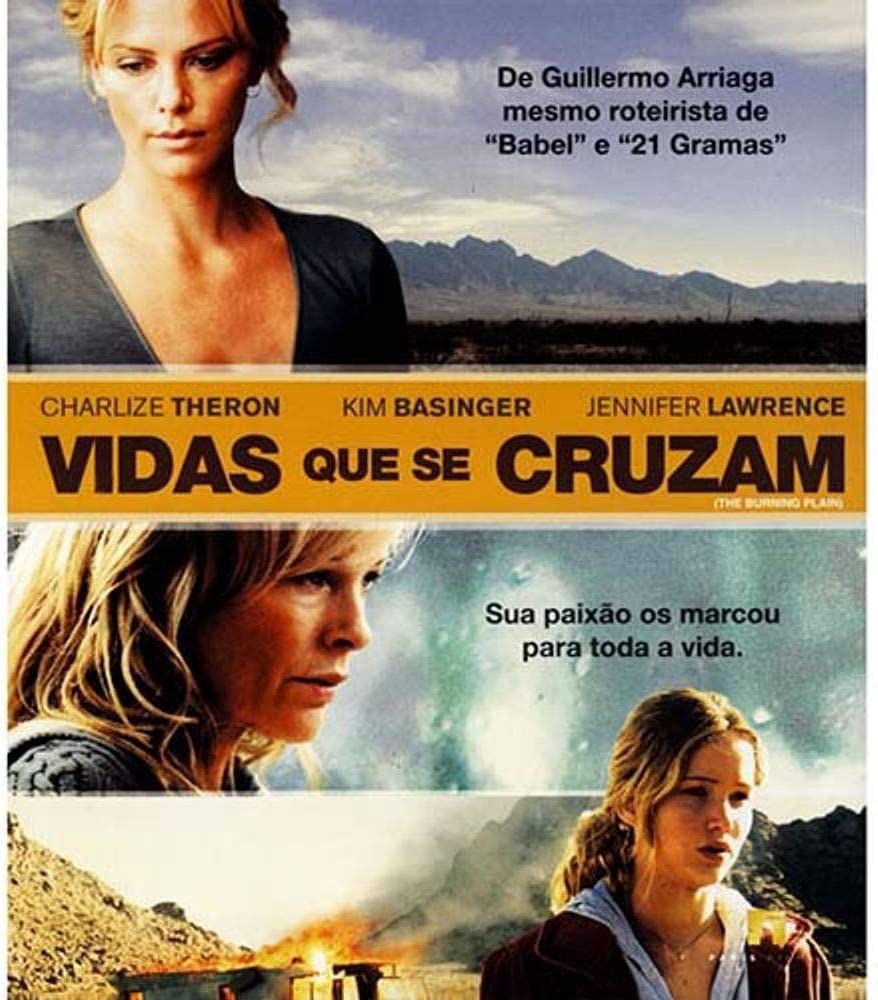 De Guillermo Arriaga
mesmo roteirista de
“Babel” e “21 Gramas”
CHARLIZE THERON KIM BASINGER JENNIFER LAWRENCE
VIDAS QUE SE CRUZAM
(THE BURNING PLAIN)
Sua paixão os marcou
para toda a vida.